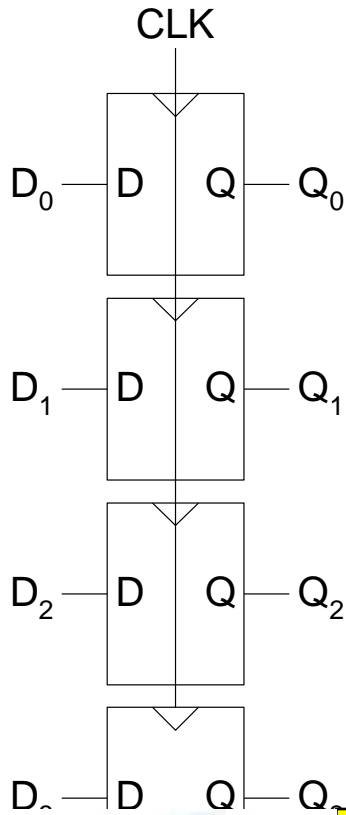 CLK
D₀ D Q Q₀
D₁ D Q Q₁
D₂ D Q Q₂
D D Q Q